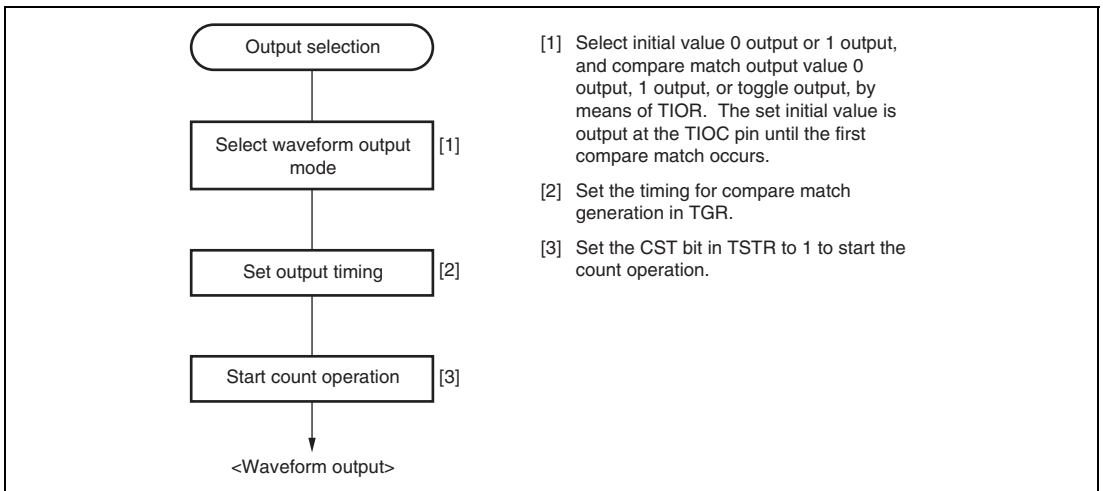 Output selection
Select waveform output
mode
[1]
Set output timing
[2]
Start count operation
[3]
<Waveform output>
[1] Select initial value 0 output or 1 output,
and compare match output value 0
output, 1 output, or toggle output, by
means of TIOR. The set initial value is
output at the TIOC pin until the first
compare match occurs.
[2] Set the timing for compare match
generation in TGR.
[3] Set the CST bit in TSTR to 1 to start the
count operation.